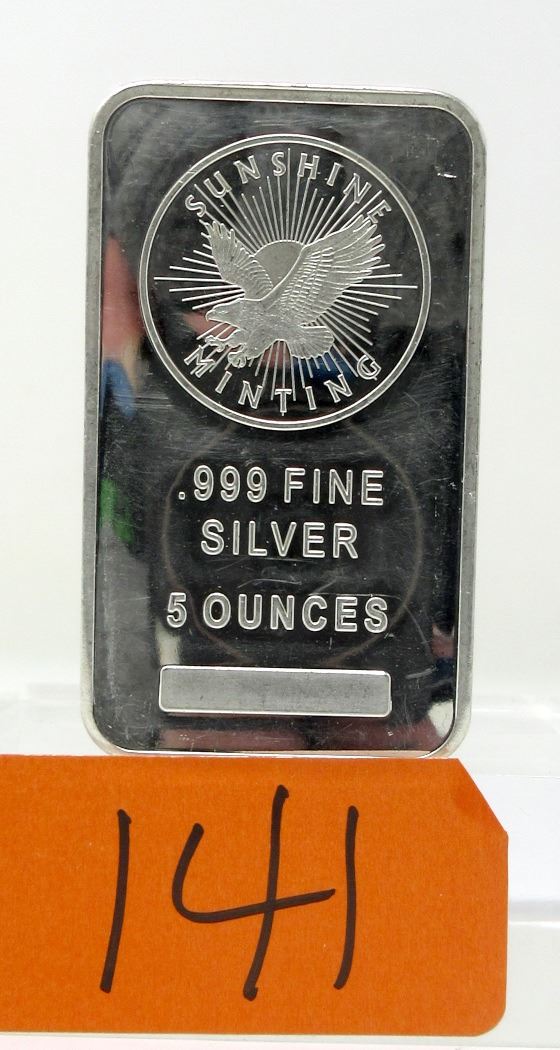 SUNSHINE
MINTING
.999 FINE
SILVER
5 OUNCES
141